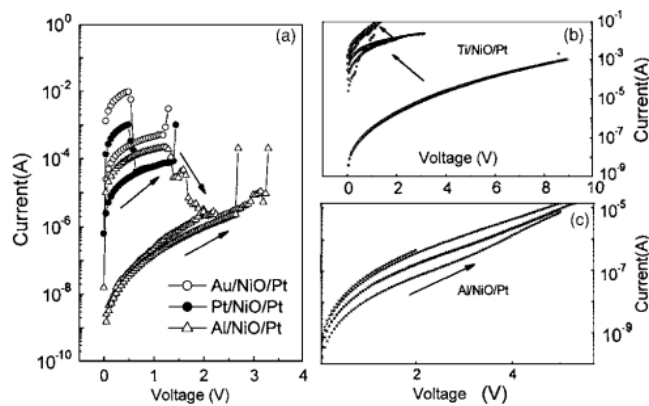 (a)
10⁰
10⁻²
10⁻⁴
10⁻⁶
10⁻⁸
10⁻¹⁰
Current(A)
Au/NiO/Pt
Pt/NiO/Pt
Al/NiO/Pt
0 1 2 3 4
Voltage (V)
(b)
Ti/NiO/Pt
10⁻¹
10⁻³
10⁻⁵
10⁻⁷
10⁻⁹
Current(A)
Voltage (V)
0 2 4 6 8 10
(c)
Al/NiO/Pt
10⁻⁵
10⁻⁷
10⁻⁹
Current(A)
2 4
Voltage (V)